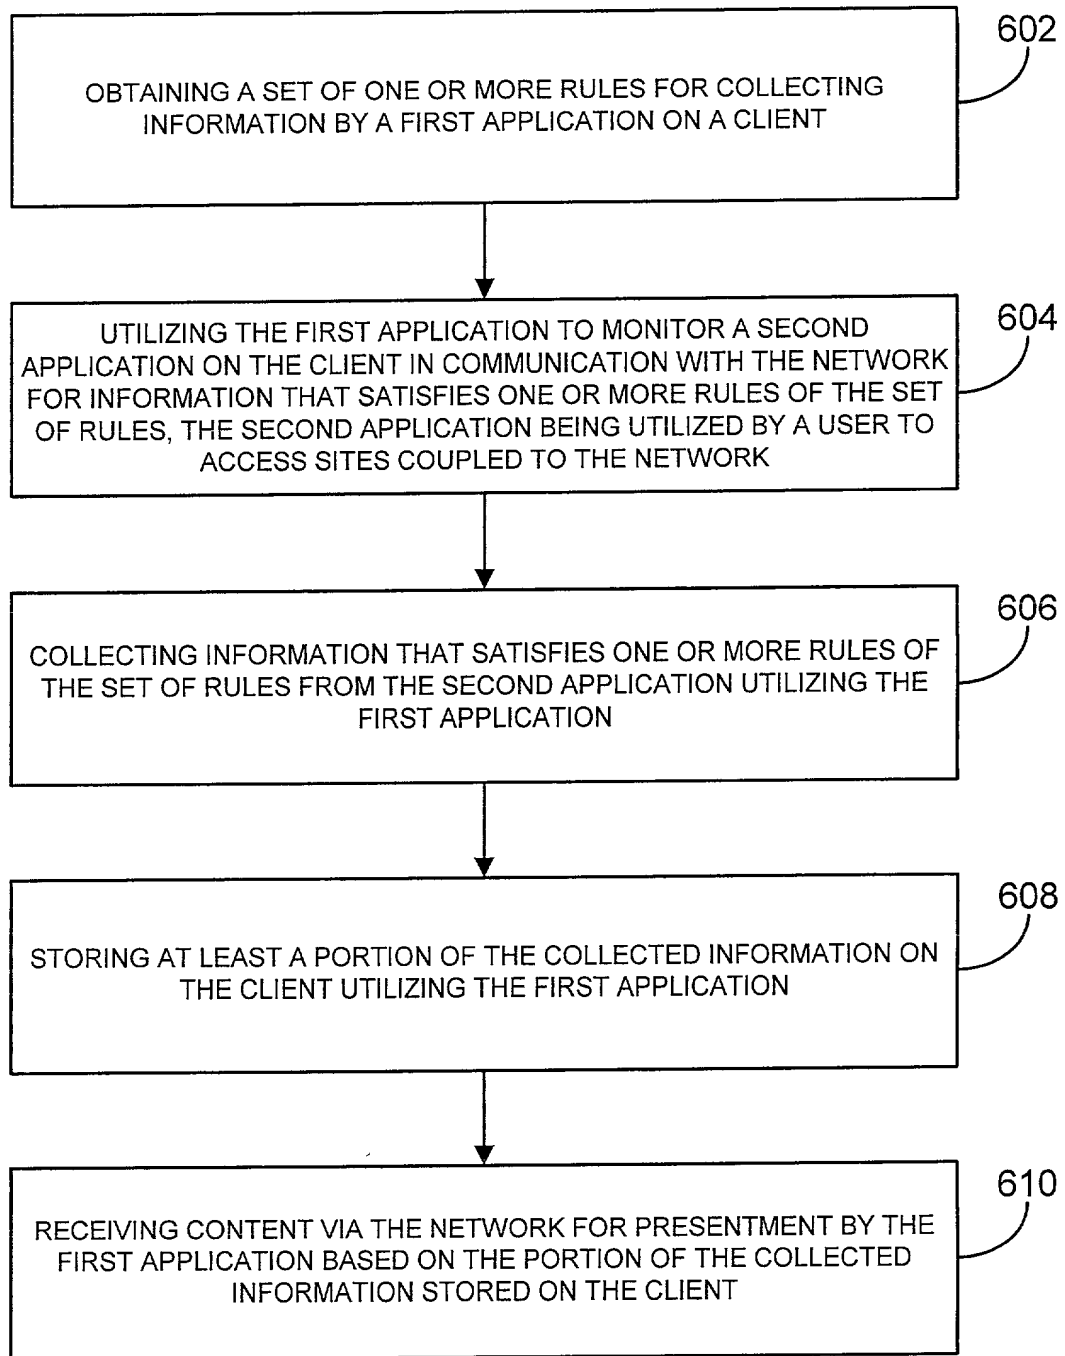 602
OBTAINING A SET OF ONE OR MORE RULES FOR COLLECTING
INFORMATION BY A FIRST APPLICATION ON A CLIENT
604
UTILIZING THE FIRST APPLICATION TO MONITOR A SECOND
APPLICATION ON THE CLIENT IN COMMUNICATION WITH THE NETWORK
FOR INFORMATION THAT SATISFIES ONE OR MORE RULES OF THE SET
OF RULES, THE SECOND APPLICATION BEING UTILIZED BY A USER TO
ACCESS SITES COUPLED TO THE NETWORK
606
COLLECTING INFORMATION THAT SATISFIES ONE OR MORE RULES OF
THE SET OF RULES FROM THE SECOND APPLICATION UTILIZING THE
FIRST APPLICATION
608
STORING AT LEAST A PORTION OF THE COLLECTED INFORMATION ON
THE CLIENT UTILIZING THE FIRST APPLICATION
610
RECEIVING CONTENT VIA THE NETWORK FOR PRESENTMENT BY THE
FIRST APPLICATION BASED ON THE PORTION OF THE COLLECTED
INFORMATION STORED ON THE CLIENT